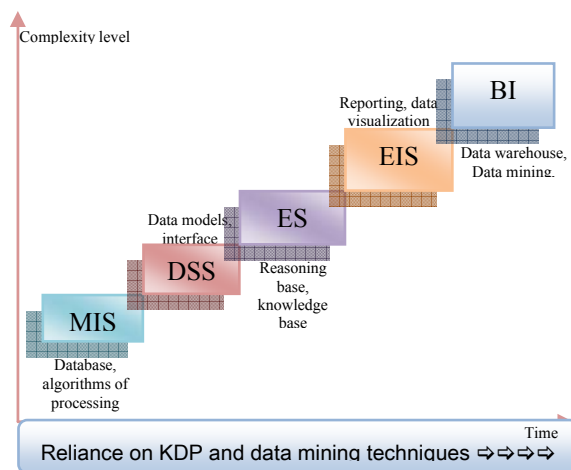 Complexity level
BI
Reporting, data
visualization
EIS
Data warehouse,
Data mining.
ES
Data models,
interface
DSS
Reasoning
base,
knowledge
base
MIS
Database,
algorithms of
processing
Time
Reliance on KDP and data mining techniques ⇨⇨⇨⇨